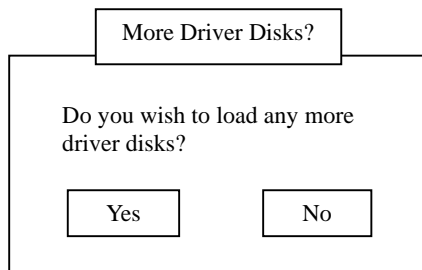 More Driver Disks?
Do you wish to load any more
driver disks?
Yes No